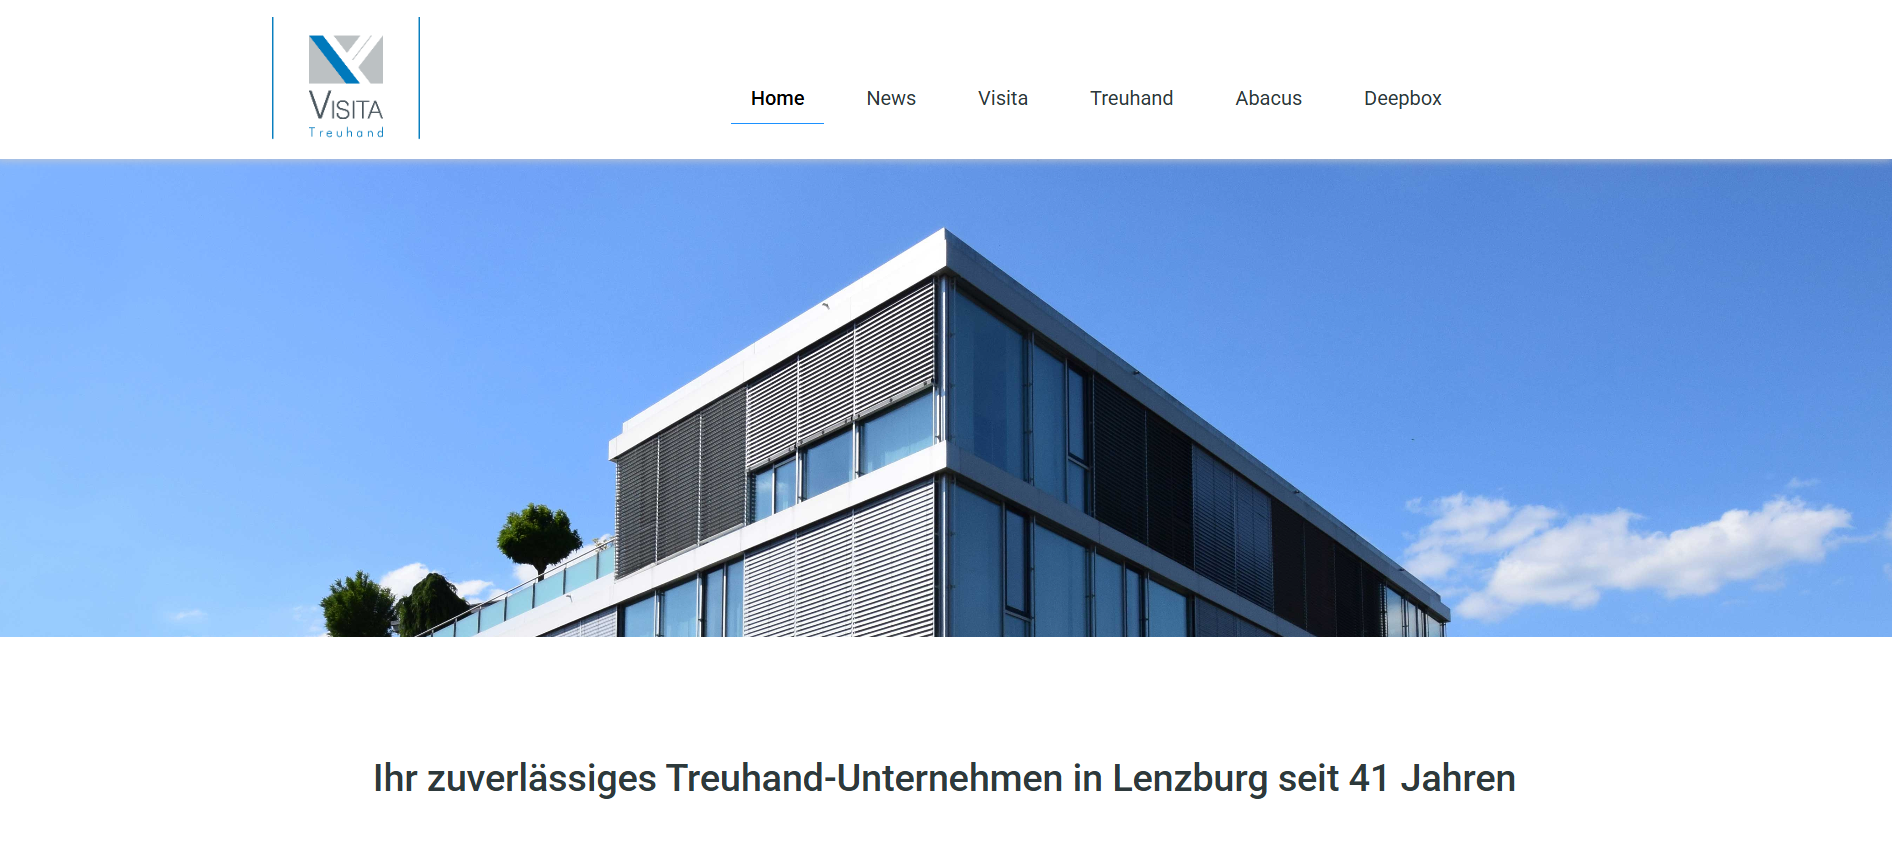 VISITA
Treuhand
Home
News
Visita
Treuhand
Abacus
Deepbox
Ihr zuverlässiges Treuhand-Unternehmen in Lenzburg seit 41 Jahren